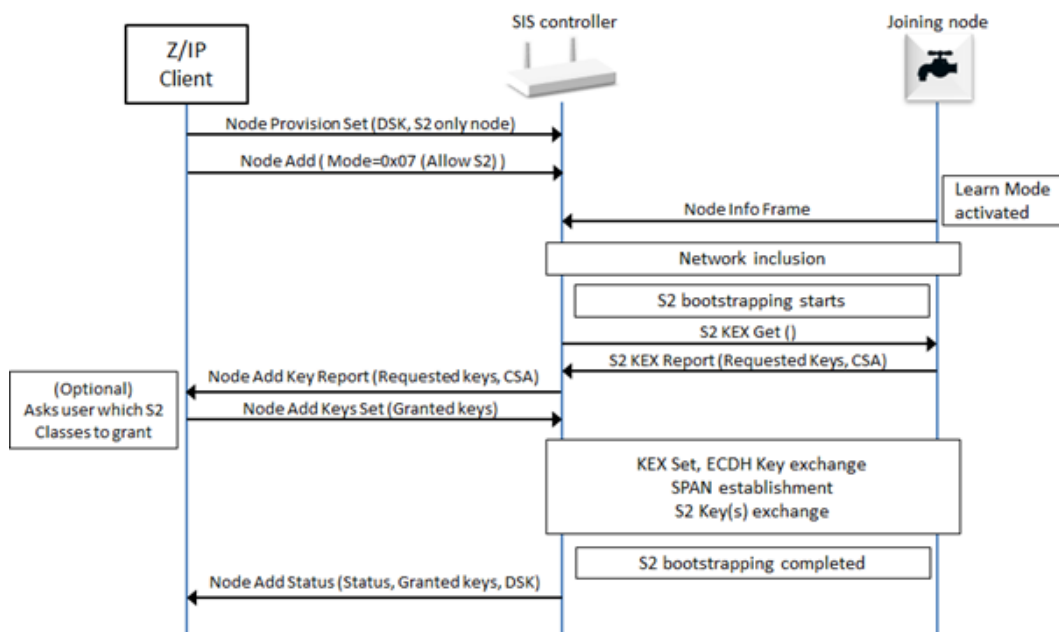 SIS controller
Joining node
Z/IP
Client
Node Provision Set (DSK, S2 only node)
Node Add ( Mode=0x07 (Allow S2) )
Learn Mode
activated
Node Info Frame
Network inclusion
S2 bootstrapping starts
S2 KEX Get ()
S2 KEX Report (Requested Keys, CSA)
Node Add Key Report (Requested keys, CSA)
(Optional)
Asks user which S2
Classes to grant
Node Add Keys Set (Granted keys)
KEX Set, ECDH Key exchange
SPAN establishment
S2 Key(s) exchange
S2 bootstrapping completed
Node Add Status (Status, Granted keys, DSK)